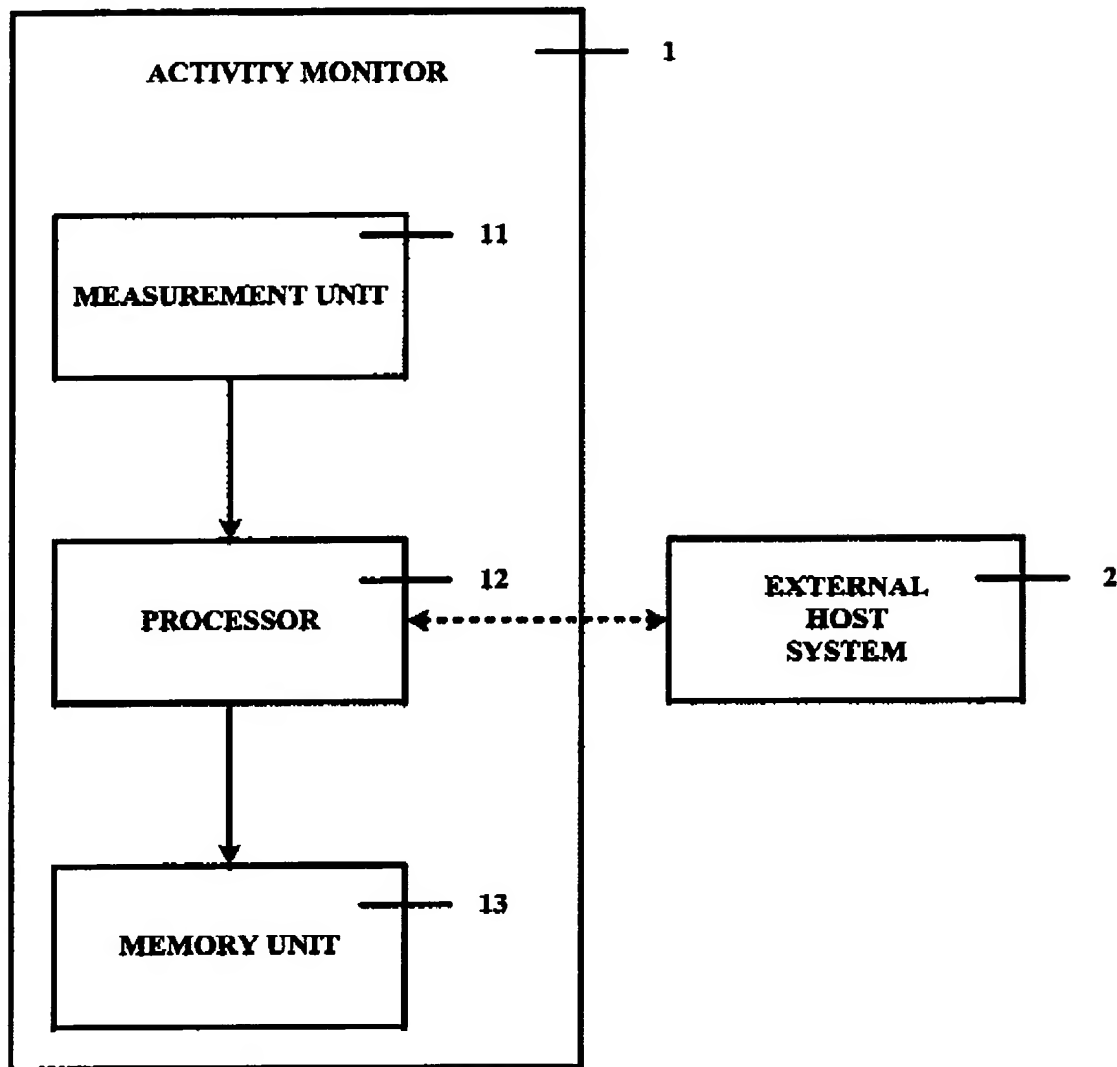 1
ACTIVITY MONITOR
11
MEASUREMENT UNIT
12
PROCESSOR
2
EXTERNAL
HOST
SYSTEM
13
MEMORY UNIT